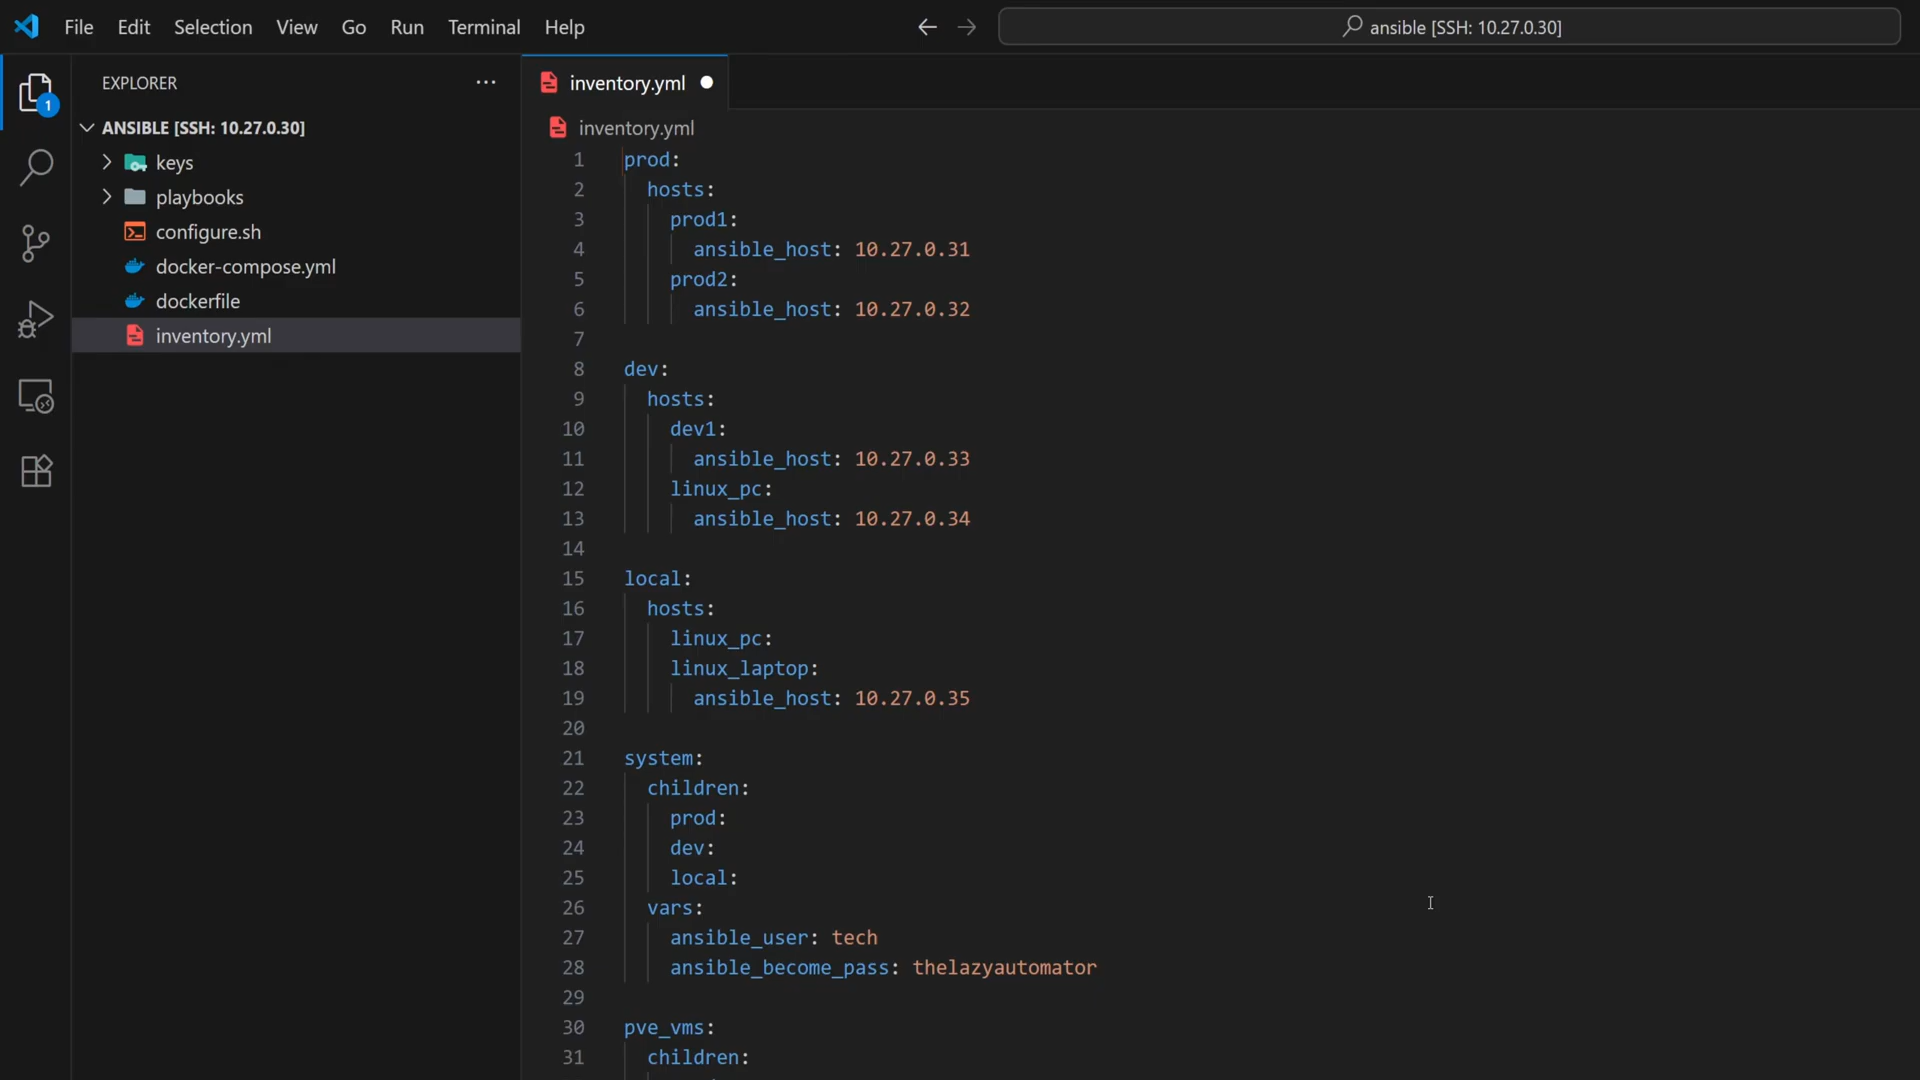 File Edit Selection View Go Run Terminal Help
ansible [SSH: 10.27.0.30]
EXPLORER
inventory.yml
1
ANSIBLE [SSH: 10.27.0.30]
keys
playbooks
configure.sh
docker-compose.yml
dockerfile
inventory.yml
inventory.yml
1 prod:
2   hosts:
3     prod1:
4       ansible_host: 10.27.0.31
5     prod2:
6       ansible_host: 10.27.0.32
7
8 dev:
9   hosts:
10     dev1:
11       ansible_host: 10.27.0.33
12     linux_pc:
13       ansible_host: 10.27.0.34
14
15 local:
16   hosts:
17     linux_pc:
18     linux_laptop:
19       ansible_host: 10.27.0.35
20
21 system:
22   children:
23     prod:
24     dev:
25     local:
26   vars:
27     ansible_user: tech
28     ansible_become_pass: thelazyautomator
29
30 pve_vms:
31   children: